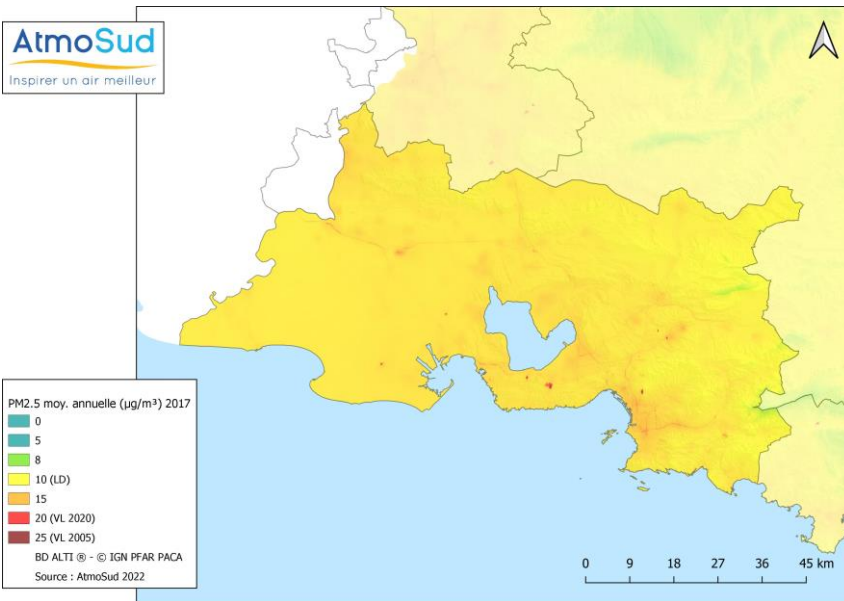 AtmoSud
Inspirer un air meilleur
PM2.5 moy. annuelle (µg/m³) 2017
0
5
8
10 (LD)
15
20 (VL 2020)
25 (VL 2005)
BD ALTI ® - © IGN PFAR PACA
Source : AtmoSud 2022
0 9 18 27 36 45 km